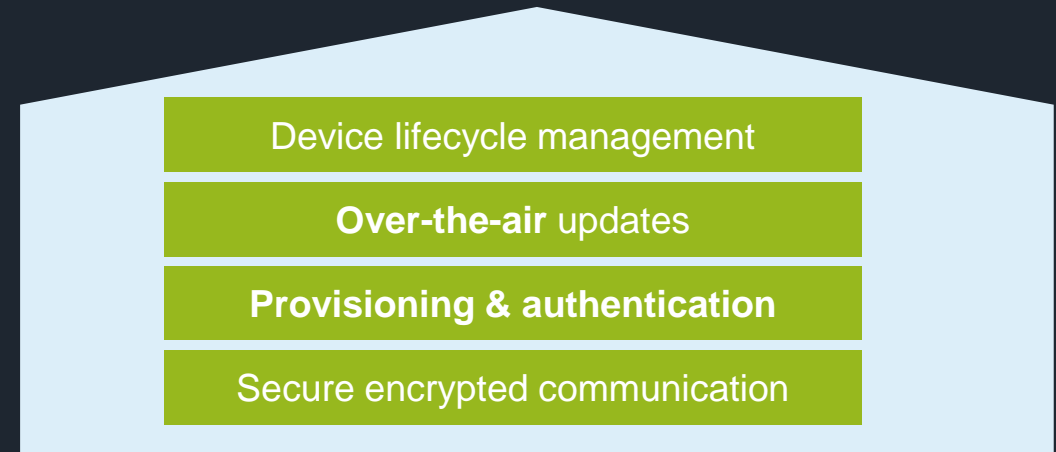 Device lifecycle management
Over-the-air updates
Provisioning & authentication
Secure encrypted communication